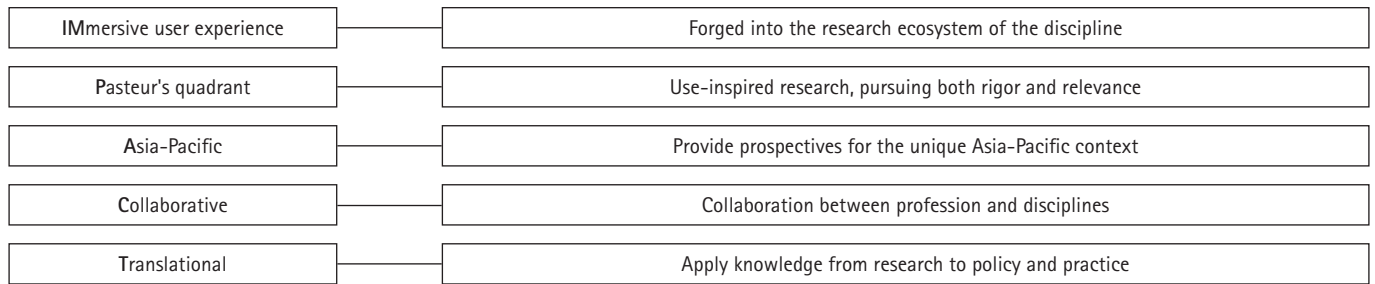 IMmersive user experience
Forged into the research ecosystem of the discipline
Pasteur's quadrant
Use-inspired research, pursuing both rigor and relevance
Asia-Pacific
Provide prospectives for the unique Asia-Pacific context
Collaborative
Collaboration between profession and disciplines
Translational
Apply knowledge from research to policy and practice